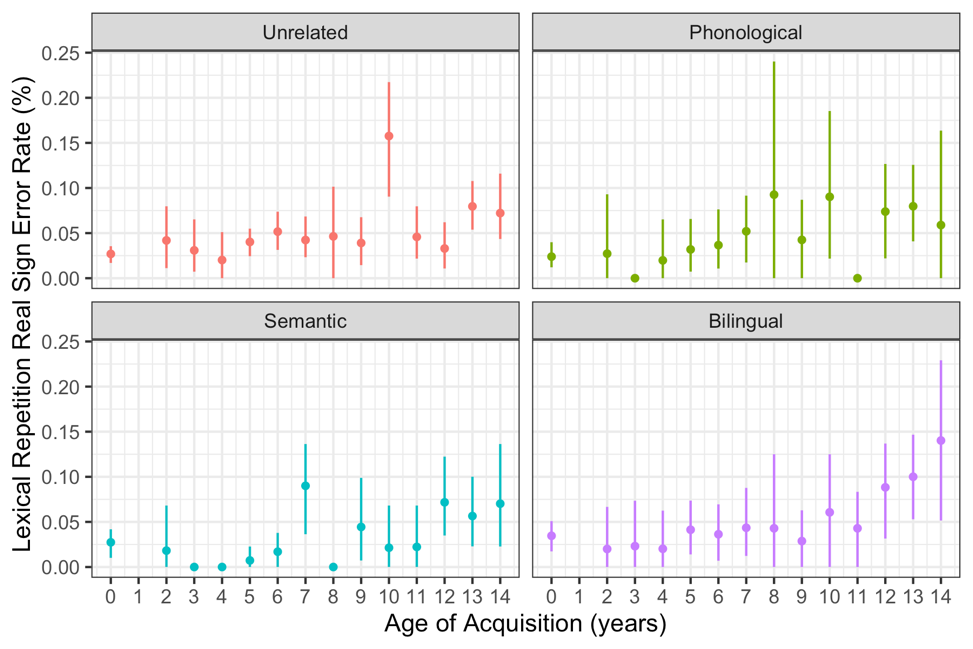 Unrelated Phonological
0.25
0.20
0.15
0.10
0.05
0.00
Semantic Bilingual
0.25
0.20
0.15
0.10
0.05
0.00
0 1 2 3 4 5 6 7 8 9 10 11 12 13 14 0 1 2 3 4 5 6 7 8 9 10 11 12 13 14
Age of Acquisition (years)
Lexical Repetition Real Sign Error Rate (%)